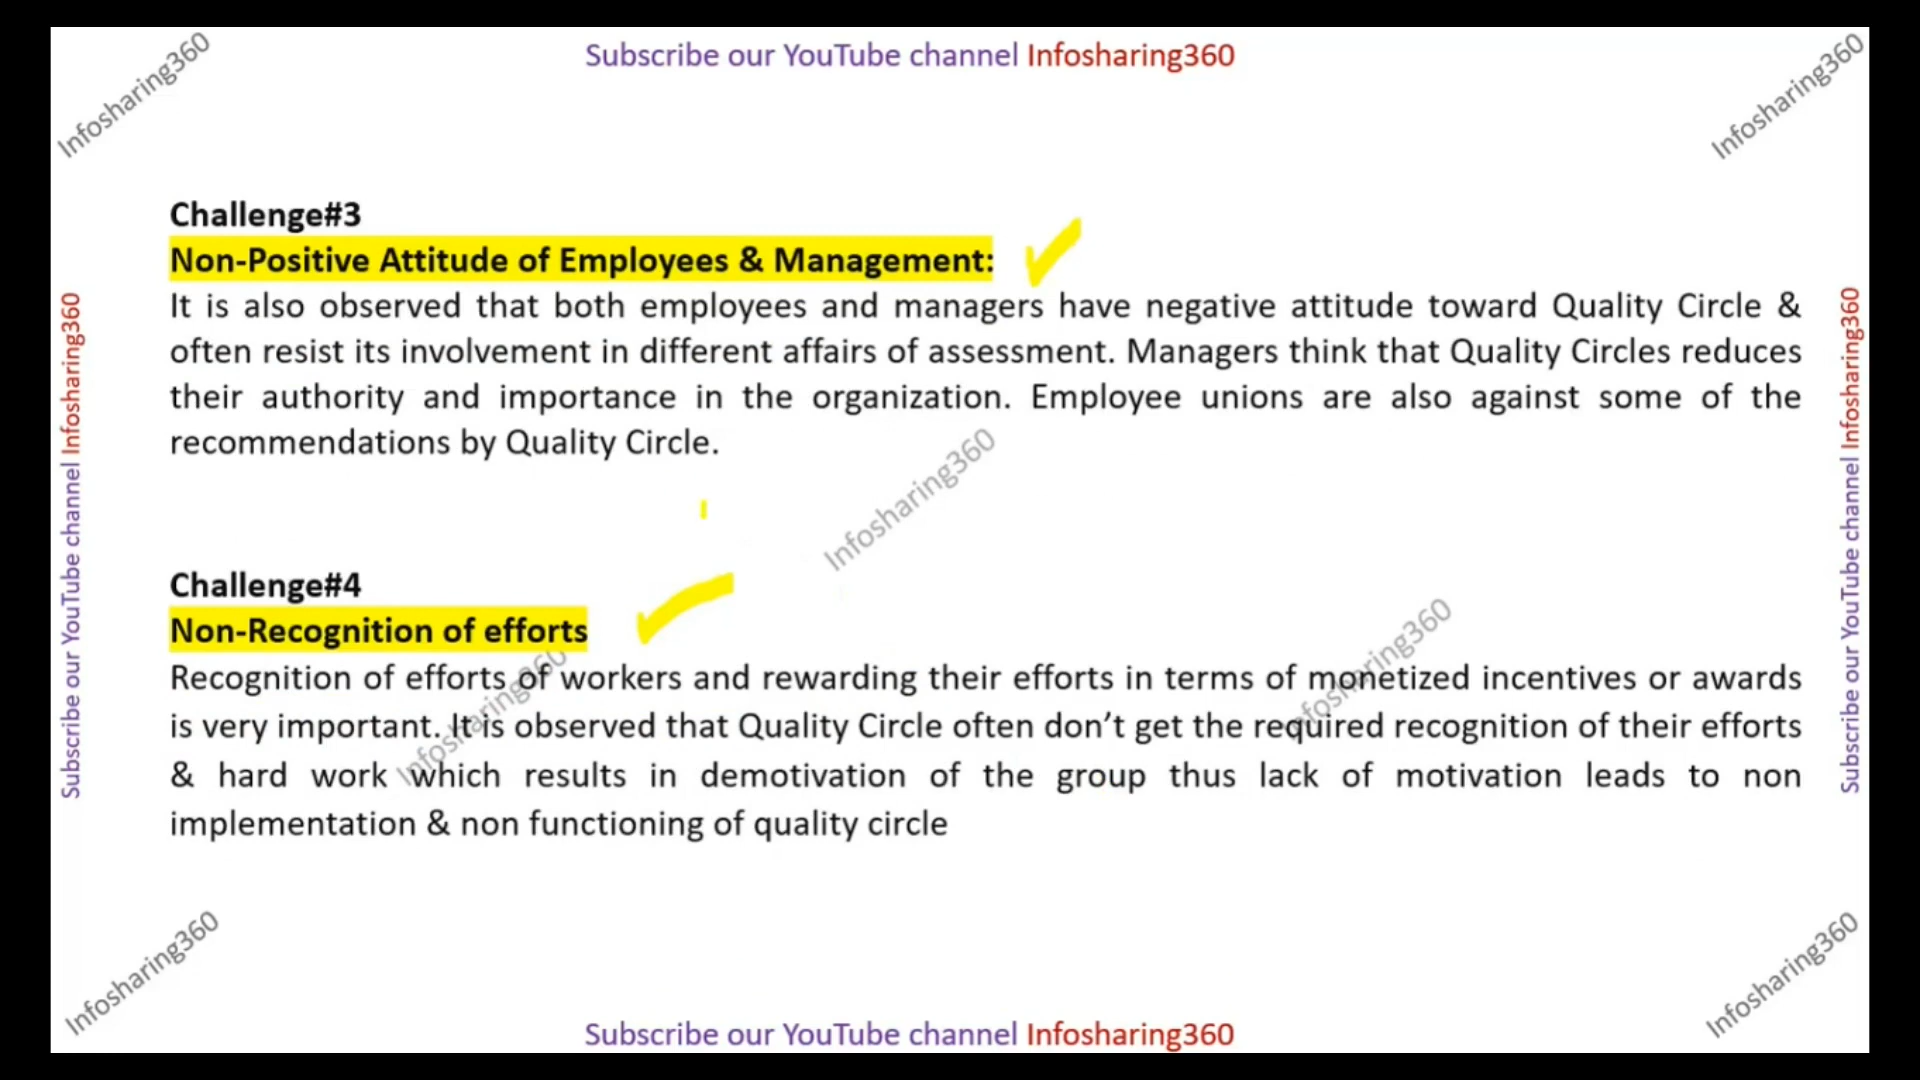 Subscribe our YouTube channel Infosharing360
Infosharing360
Infosharing360
Challenge#3
Non-Positive Attitude of Employees & Management:
It is also observed that both employees and managers have negative attitude toward Quality Circle &
often resist its involvement in different affairs of assessment. Managers think that Quality Circles reduces
their authority and importance in the organization. Employee unions are also against some of the
recommendations by Quality Circle.
Infosharing360
Subscribe our YouTube channel Infosharing360
Subscribe our YouTube channel Infosharing360
Challenge#4
Non-Recognition of efforts
Recognition of efforts of workers and rewarding their efforts in terms of monetized incentives or awards
is very important. It is observed that Quality Circle often don’t get the required recognition of their efforts
& hard work which results in demotivation of the group thus lack of motivation leads to non
implementation & non functioning of quality circle
Infosharing360
Infosharing360
Infosharing360
Infosharing360
Subscribe our YouTube channel Infosharing360